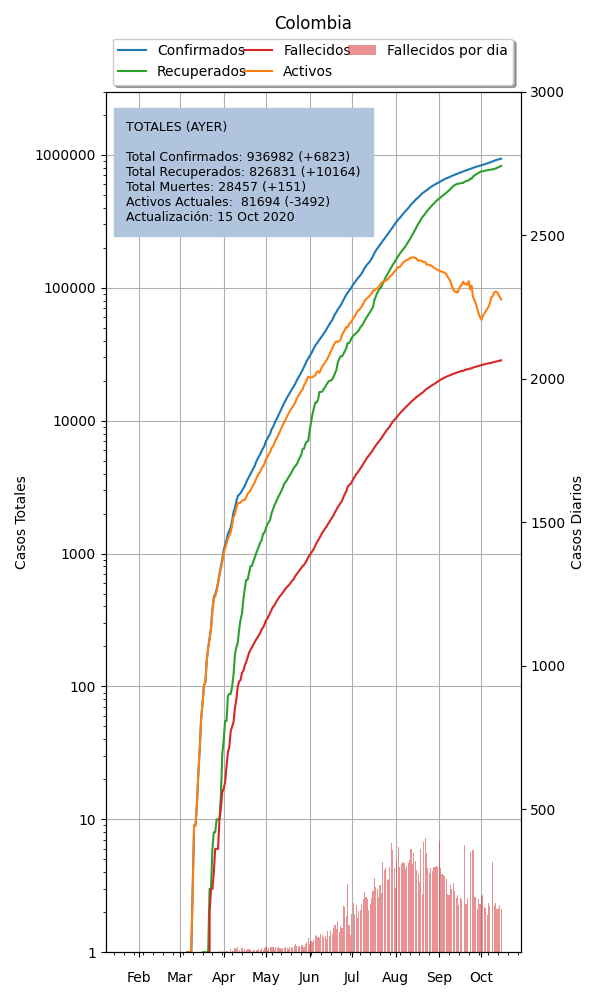 Colombia
Confirmados Fallecidos Fallecidos por dia
Recuperados Activos
TOTALES (AYER)
Total Confirmados: 936982 (+6823)
Total Recuperados: 826831 (+10164)
Total Muertes: 28457 (+151)
Activos Actuales:  81694 (-3492)
Actualización: 15 Oct 2020
Casos Totales
1000000
100000
10000
1000
100
10
1
3000
2500
2000
1500
1000
500
Casos Diarios
Feb Mar Apr May Jun Jul Aug Sep Oct